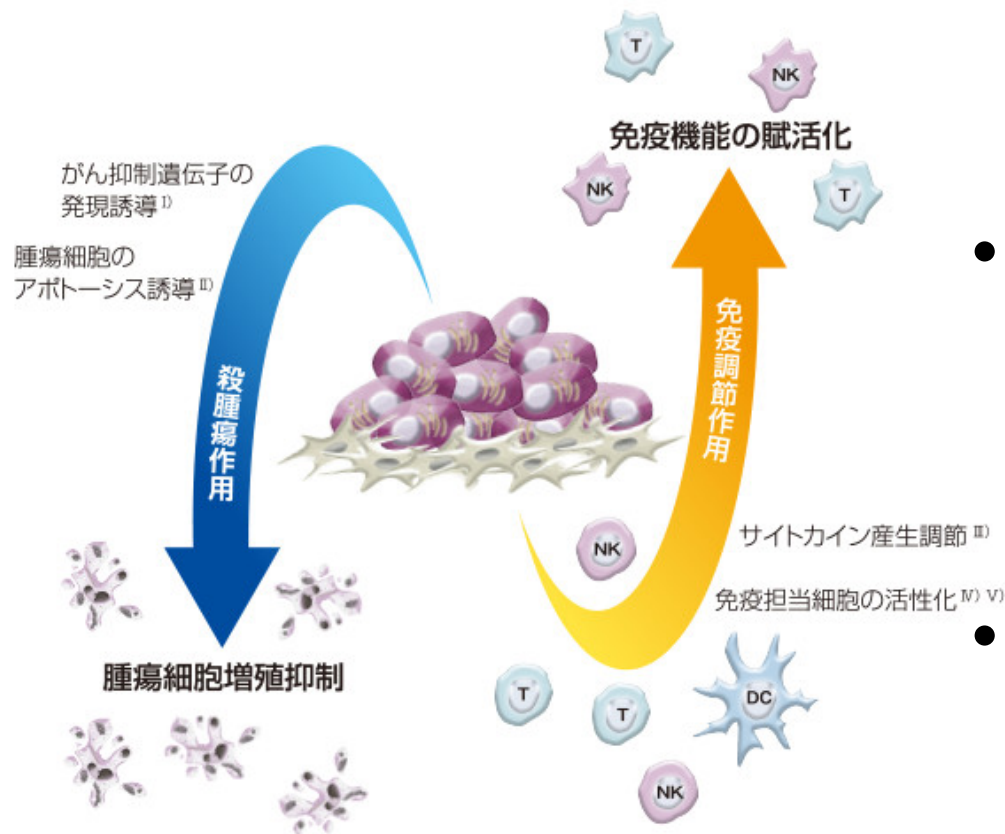 T
NK
免疫機能の賦活化
NK
T
がん抑制遺伝子の
発現誘導 I)
腫瘍細胞の
アポトーシス誘導 II)
殺腫瘍作用
免疫調節作用
NK
サイトカイン産生調節 III)
免疫担当細胞の活性化 IV) V)
腫瘍細胞増殖抑制
T
T
DC
NK